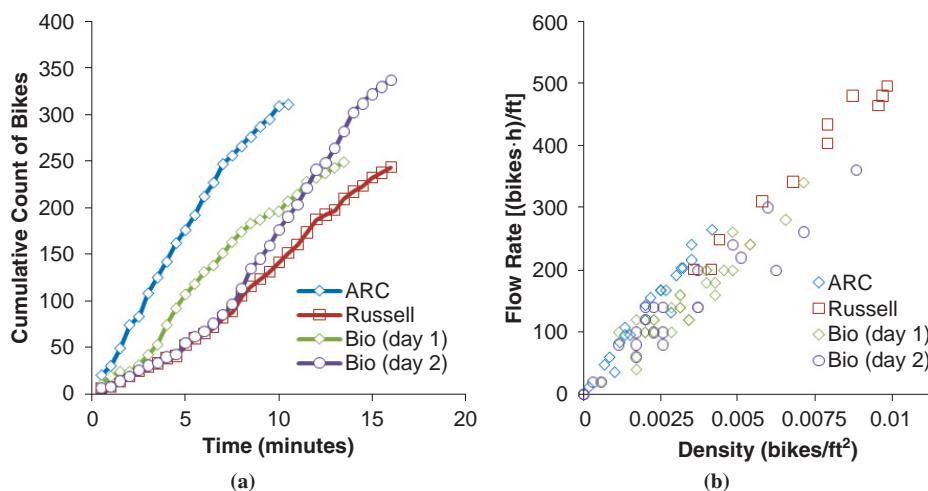 400
350
300
250
200
150
100
50
0
Cumulative Count of Bikes
0 5 10 15 20
Time (minutes)
ARC
Russell
Bio (day 1)
Bio (day 2)
(a)
600
500
400
300
200
100
0
Flow Rate [(bikes·h)/ft]
0 0.0025 0.005 0.0075 0.01
Density (bikes/ft²)
ARC
Russell
Bio (day 1)
Bio (day 2)
(b)